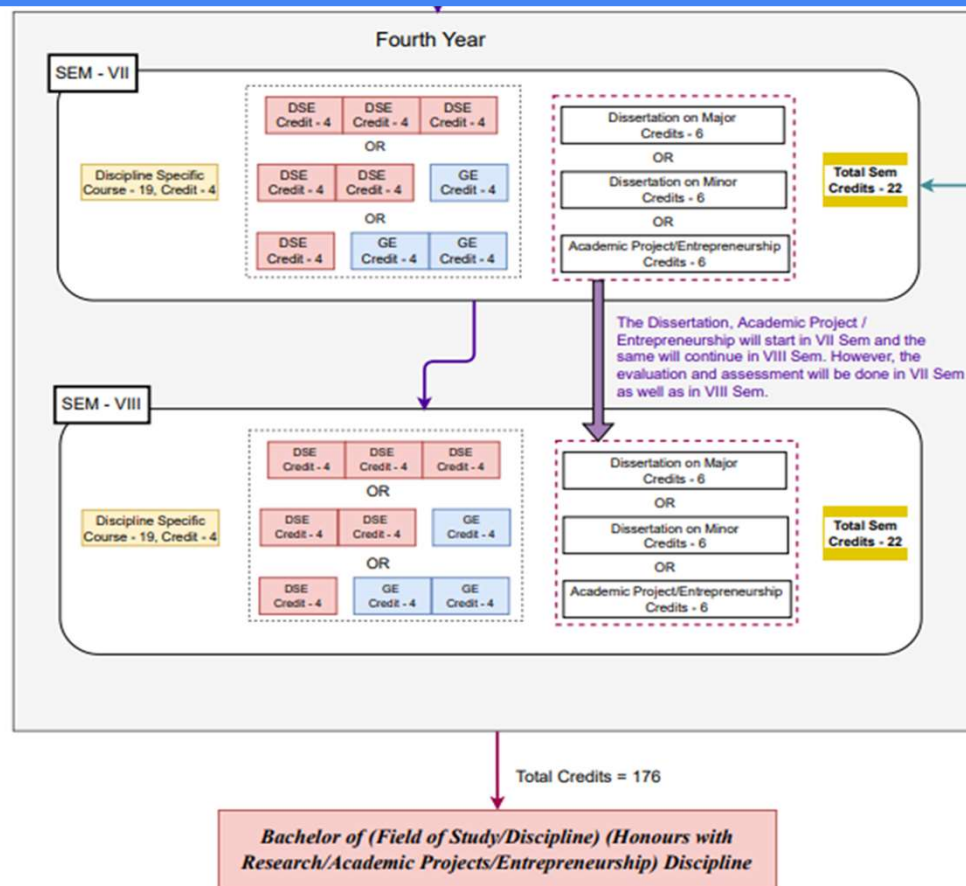 Fourth Year
SEM - VII
DSE
Credit - 4
DSE
Credit - 4
DSE
Credit - 4
OR
DSE
Credit - 4
DSE
Credit - 4
GE
Credit - 4
OR
DSE
Credit - 4
GE
Credit - 4
GE
Credit - 4
Discipline Specific
Course - 19, Credit - 4
Dissertation on Major
Credits - 6
OR
Dissertation on Minor
Credits - 6
OR
Academic Project/Entrepreneurship
Credits - 6
Total Sem
Credits - 22
The Dissertation, Academic Project /
Entrepreneurship will start in VII Sem and the
same will continue in VIII Sem. However, the
evaluation and assessment will be done in VII Sem
as well as in VIII Sem.
SEM - VIII
DSE
Credit - 4
DSE
Credit - 4
DSE
Credit - 4
OR
DSE
Credit - 4
DSE
Credit - 4
GE
Credit - 4
OR
DSE
Credit - 4
GE
Credit - 4
GE
Credit - 4
Discipline Specific
Course - 19, Credit - 4
Dissertation on Major
Credits - 6
OR
Dissertation on Minor
Credits - 6
OR
Academic Project/Entrepreneurship
Credits - 6
Total Sem
Credits - 22
Total Credits = 176
Bachelor of (Field of Study/Discipline) (Honours with
Research/Academic Projects/Entrepreneurship) Discipline